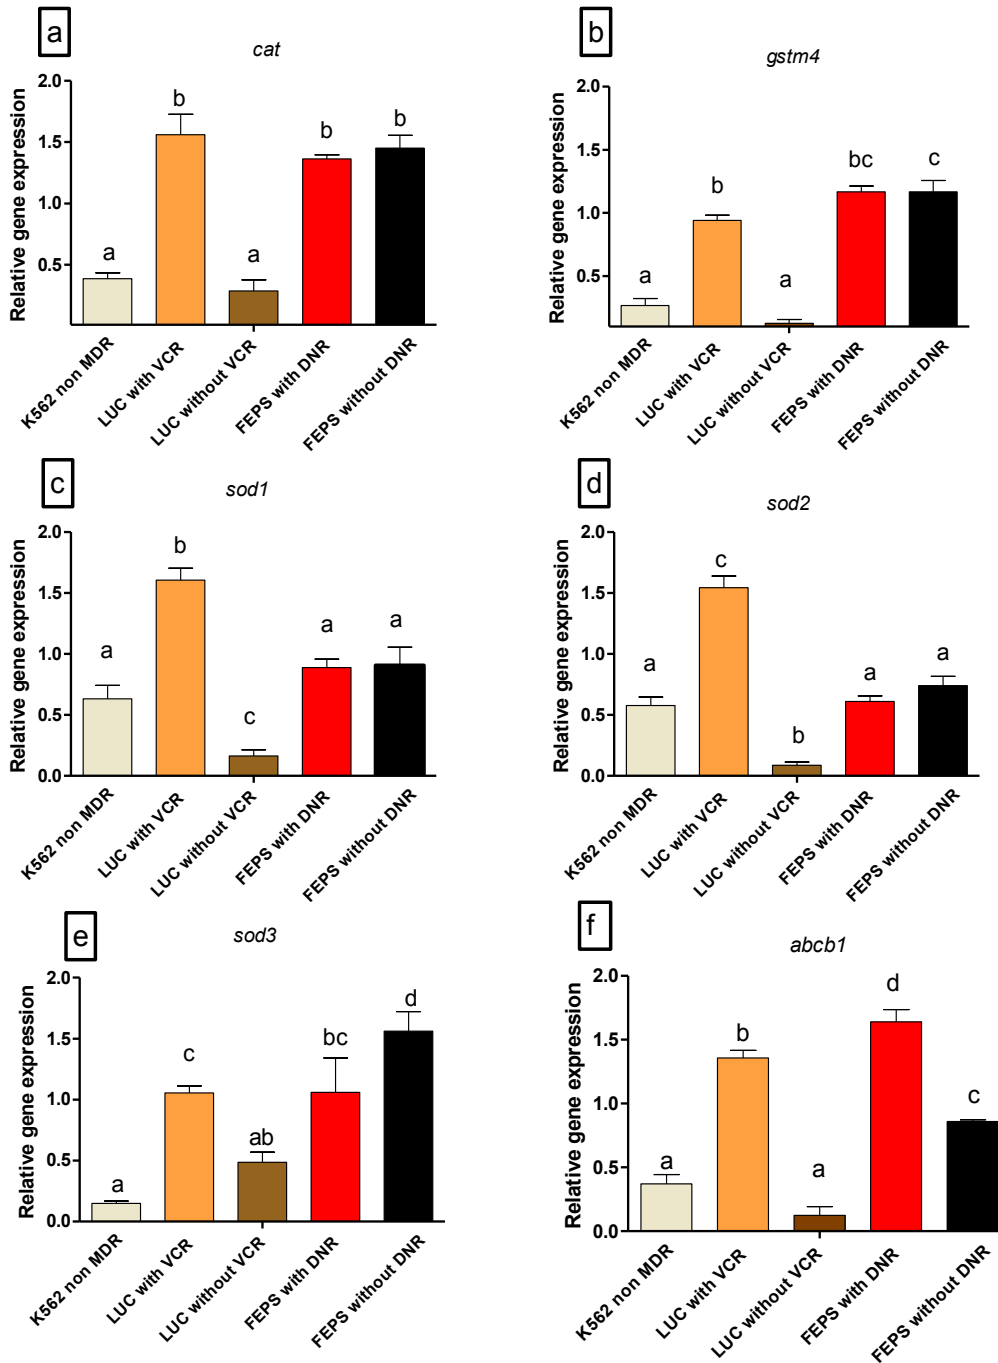 a
cat
Relative gene expression
2.0
1.5
1.0
0.5
a
b
a
b
b
K562 non MDR
LUC with VCR
LUC without VCR
FEPS with DNR
FEPS without DNR
b
gstm4
Relative gene expression
2.0
1.5
1.0
0.5
a
b
a
bc
c
K562 non MDR
LUC with VCR
LUC without VCR
FEPS with DNR
FEPS without DNR
c
sod1
Relative gene expression
2.0
1.5
1.0
0.5
0.0
a
b
c
a
a
K562 non MDR
LUC with VCR
LUC without VCR
FEPS with DNR
FEPS without DNR
d
sod2
Relative gene expression
2.0
1.5
1.0
0.5
0.0
a
c
b
a
a
K562 non MDR
LUC with VCR
LUC without VCR
FEPS with DNR
FEPS without DNR
e
sod3
Relative gene expression
2.0
1.5
1.0
0.5
0.0
a
c
ab
bc
d
K562 non MDR
LUC with VCR
LUC without VCR
FEPS with DNR
FEPS without DNR
f
abcb1
Relative gene expression
2.0
1.5
1.0
0.5
0.0
a
b
a
d
c
K562 non MDR
LUC with VCR
LUC without VCR
FEPS with DNR
FEPS without DNR